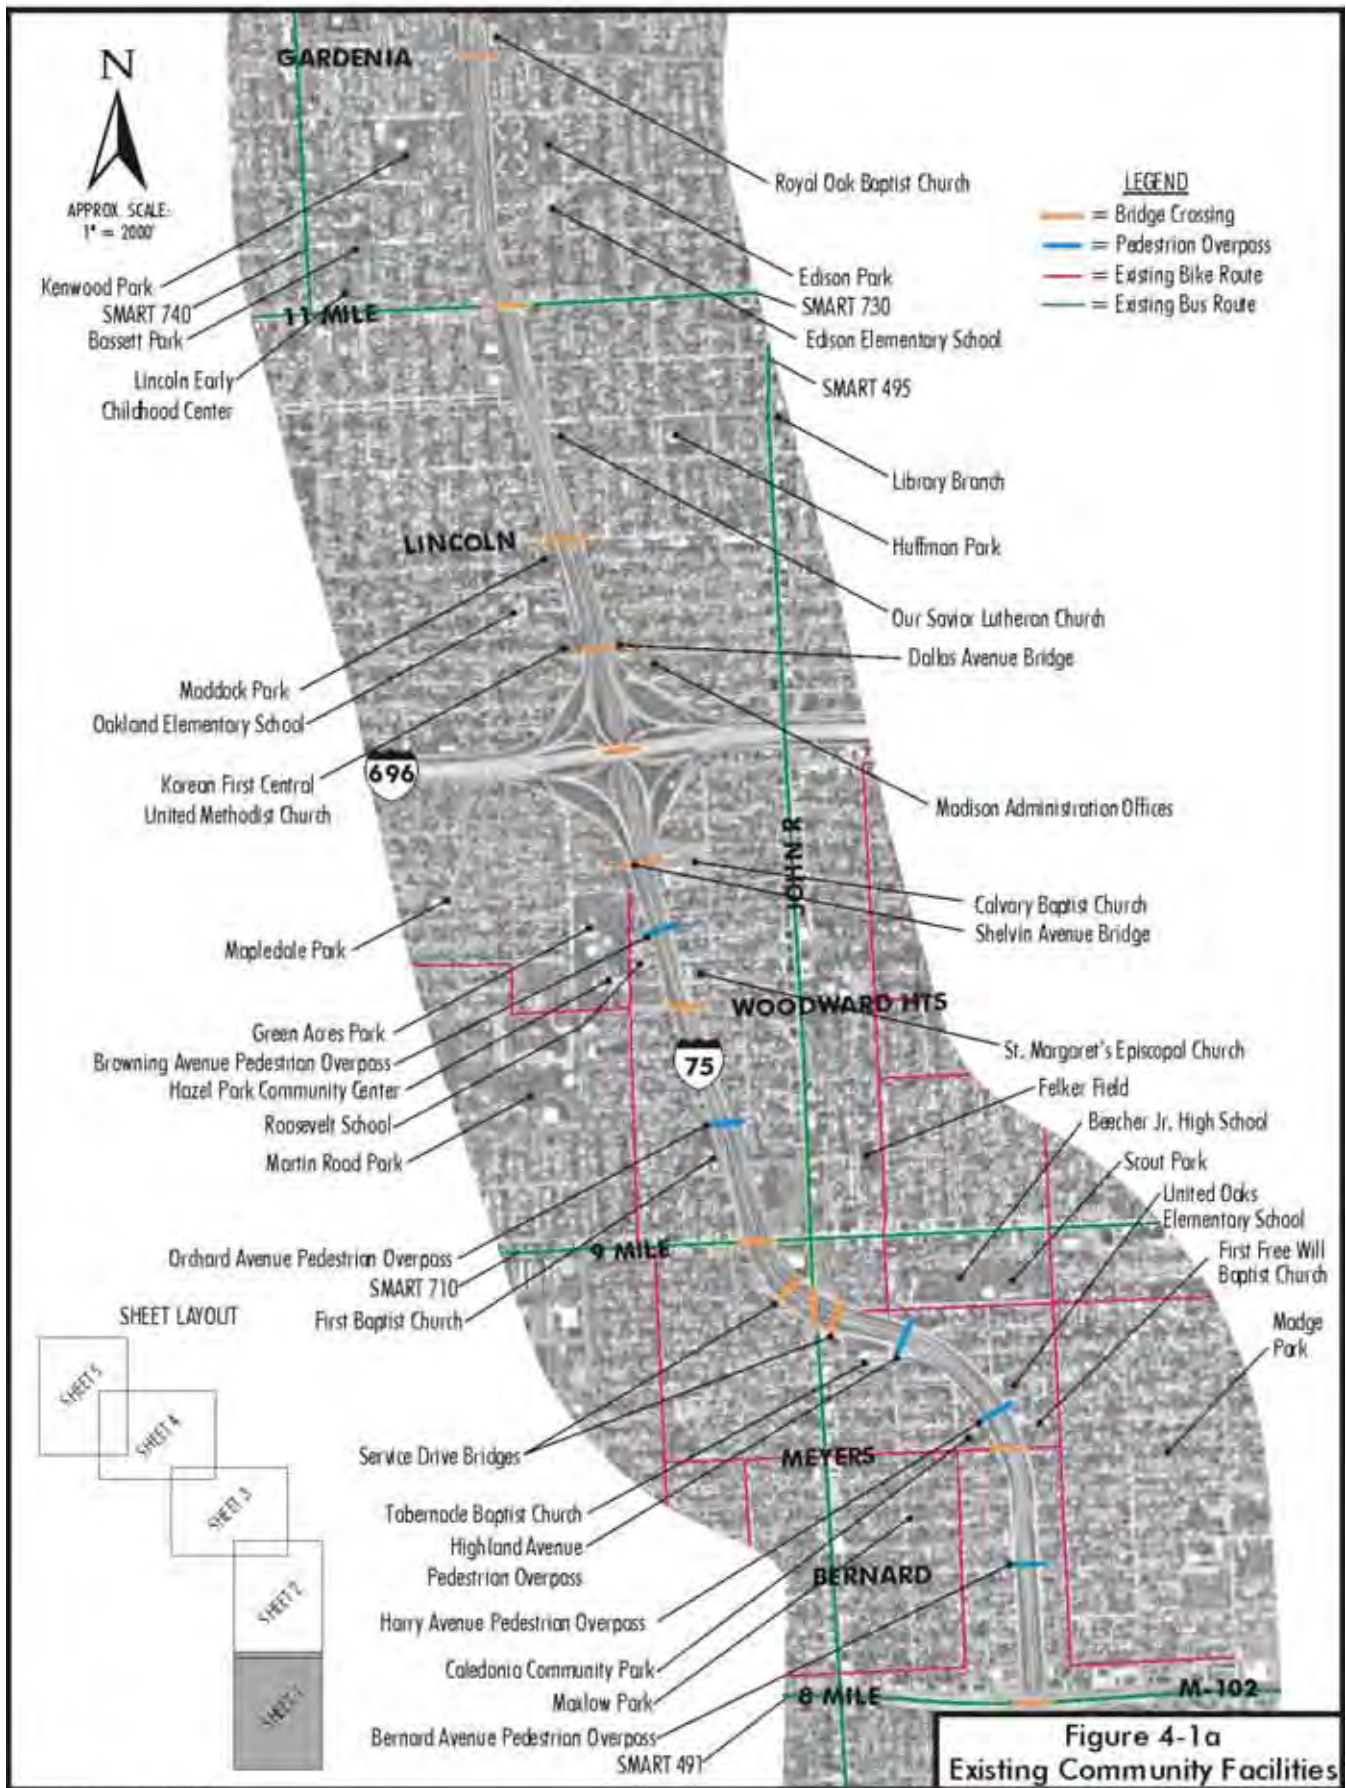 GARDENIA
N
APPROX. SCALE:
1" = 2000'
Royal Oak Baptist Church
LEGEND
= Bridge Crossing
= Pedestrian Overpass
= Existing Bike Route
= Existing Bus Route
Kenwood Park
SMART 740
Bassett Park
Lincoln Early
Childhood Center
11 MILE
Edison Park
SMART 730
Edison Elementary School
SMART 495
Library Branch
Huffman Park
LINCOLN
Our Savior Lutheran Church
Dallas Avenue Bridge
Maddock Park
Oakland Elementary School
696
Korean First Central
United Methodist Church
Madison Administration Offices
JOHN R
Calvary Baptist Church
Shelvin Avenue Bridge
Mapledale Park
WOODWARD HTS
Green Acres Park
Browning Avenue Pedestrian Overpass
Hazel Park Community Center
Roosevelt School
Martin Road Park
75
St. Margaret's Episcopal Church
Felker Field
Beecher Jr. High School
Scout Park
United Oaks
Elementary School
First Free Will
Baptist Church
Madge
Park
Orchard Avenue Pedestrian Overpass
9 MILE
SMART 710
First Baptist Church
SHEET LAYOUT
SHEET 5
SHEET 4
SHEET 3
SHEET 2
SHEET 1
Service Drive Bridges
MEYERS
Tabernacle Baptist Church
Highland Avenue
Pedestrian Overpass
BERNARD
Harry Avenue Pedestrian Overpass
Caledonia Community Park
Maxlow Park
8 MILE
M-102
Bernard Avenue Pedestrian Overpass
SMART 491
Figure 4-1a
Existing Community Facilities